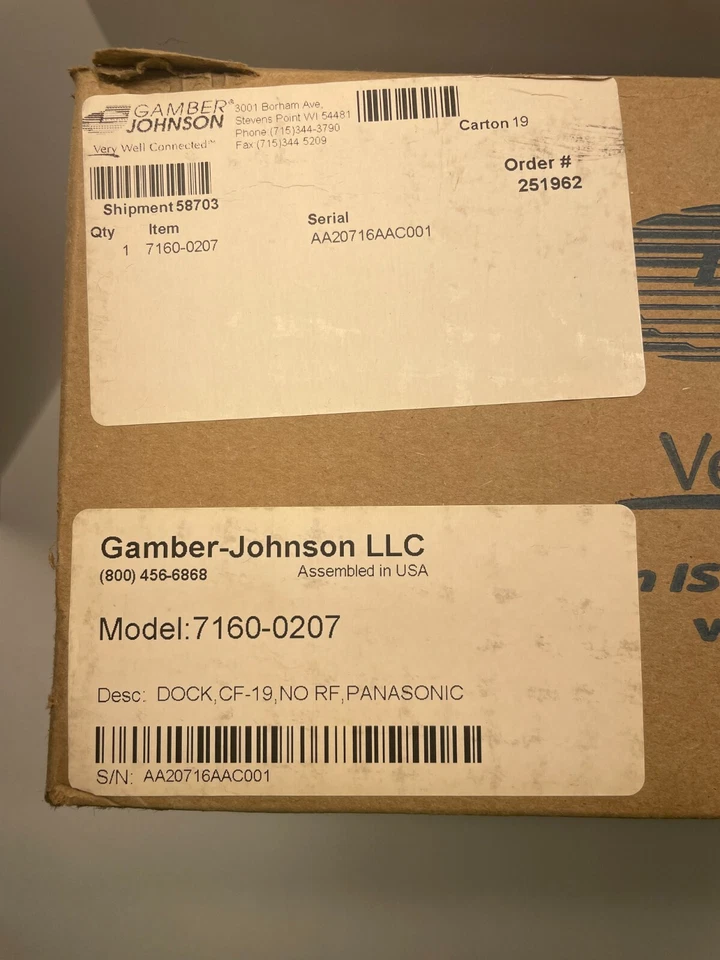 GAMBER®
JOHNSON
Very Well Connected™
3001 Borham Ave,
Stevens Point WI 54481
Phone:(715)344-3790
Fax (715)344 5209
Carton 19
Order #
251962
Shipment 58703
Qty Item Serial
1 7160-0207 AA20716AAC001
Gamber-Johnson LLC
(800) 456-6868 Assembled in USA
Model:7160-0207
Desc: DOCK,CF-19,NO RF,PANASONIC
S/N: AA20716AAC001
Ve
n IS